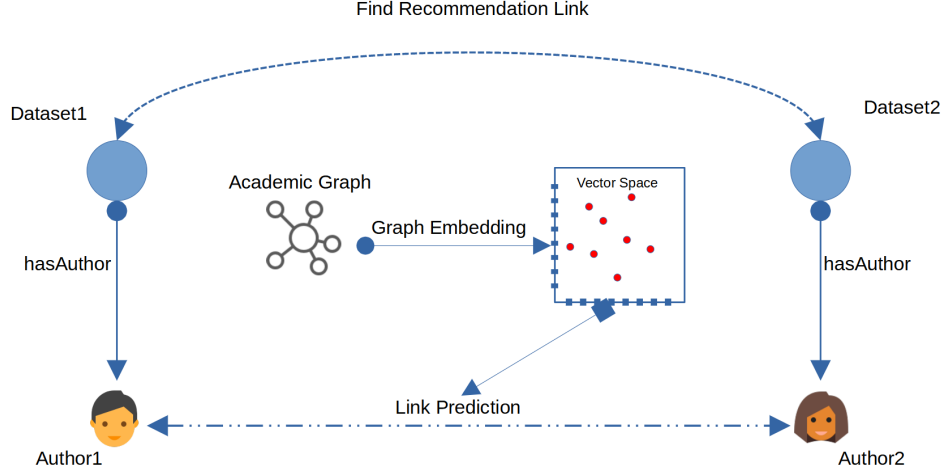 Find Recommendation Link
Dataset1
Dataset2
Academic Graph
Vector Space
Graph Embedding
hasAuthor
hasAuthor
Link Prediction
Author1
Author2